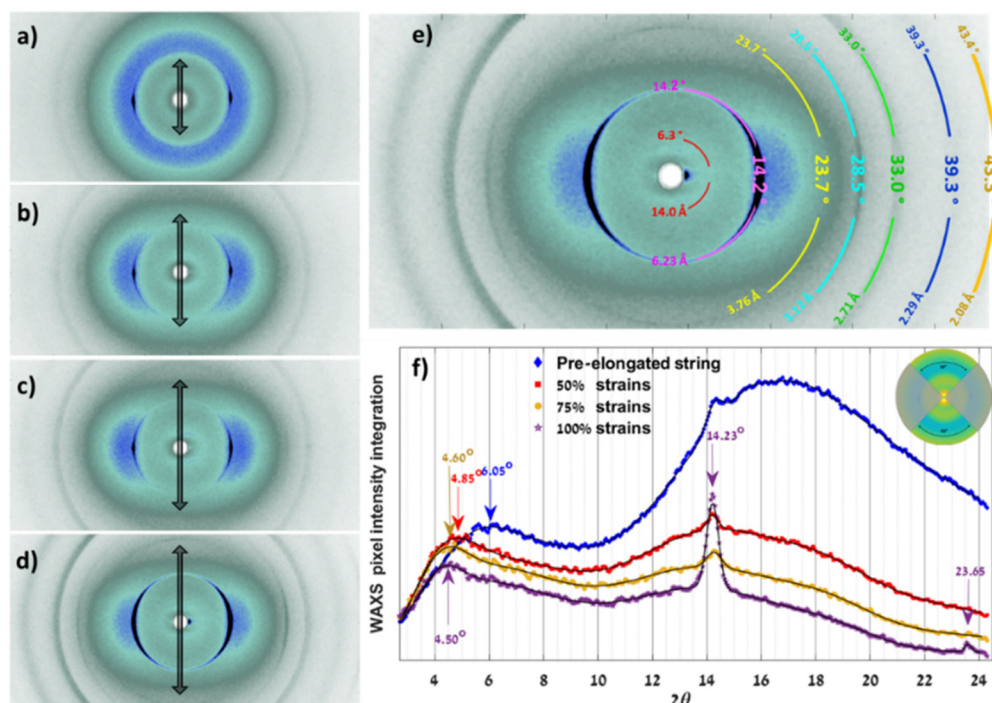 a)
b)
c)
d)
e)
23.7°
28.5°
33.0°
39.3°
43.4°
14.2°
6.3°
14.2°
23.7°
28.5°
33.0°
39.3°
43.3
14.0 Å
6.23 Å
3.76 Å
2.71 Å
2.29 Å
2.08 Å
f)
Pre-elongated string
50% strains
75% strains
100% strains
14.23°
4.60°
4.85°
6.05°
23.65
4.50°
WAXS pixel intensity integration
4 6 8 10 12 14 16 18 20 22 24
2θ